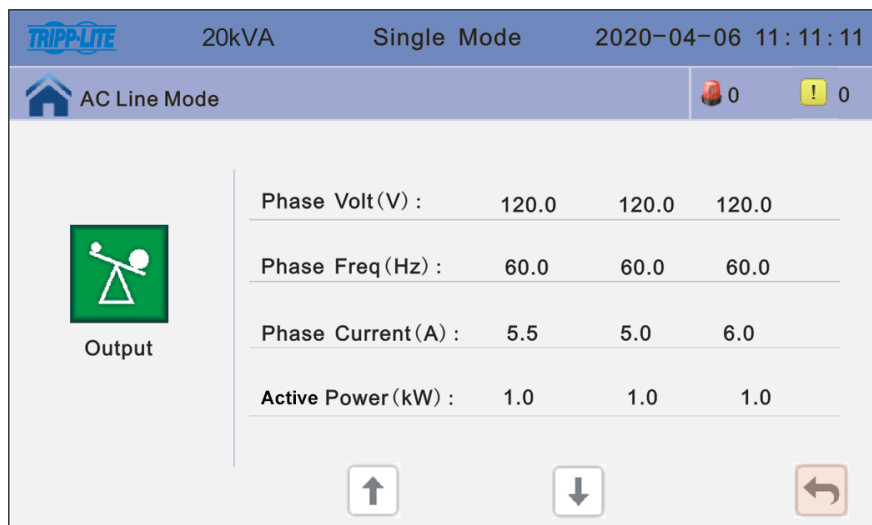 TRIPP·LITE 20kVA Single Mode 2020-04-06 11:11:11
AC Line Mode 0 ! 0
Phase Volt(V): 120.0 120.0 120.0
Phase Freq(Hz): 60.0 60.0 60.0
Phase Current(A): 5.5 5.0 6.0
Output
Active Power(kW): 1.0 1.0 1.0